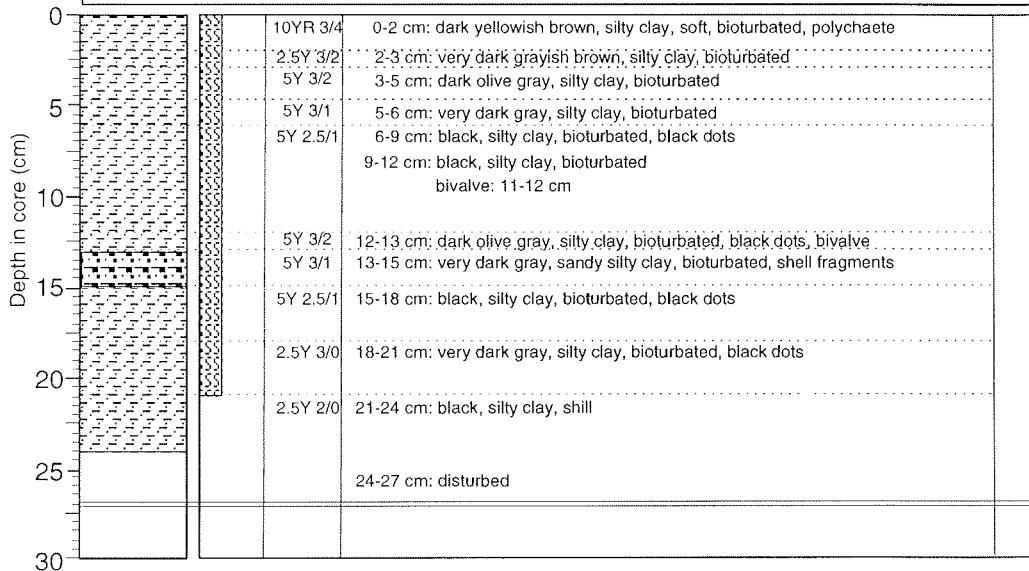 0
10YR 3/4 0-2 cm: dark yellowish brown, silty clay, soft, bioturbated, polychaete
2.5Y 3/2 2-3 cm: very dark grayish brown, silty clay, bioturbated
5Y 3/2 3-5 cm: dark olive gray, silty clay, bioturbated
5
5Y 3/1 5-6 cm: very dark gray, silty clay, bioturbated
5Y 2.5/1 6-9 cm: black, silty clay, bioturbated, black dots
9-12 cm: black, silty clay, bioturbated
bivalve: 11-12 cm
10
5Y 3/2 12-13 cm: dark olive gray, silty clay, bioturbated, black dots, bivalve
5Y 3/1 13-15 cm: very dark gray, sandy silty clay, bioturbated, shell fragments
15
5Y 2.5/1 15-18 cm: black, silty clay, bioturbated, black dots
2.5Y 3/0 18-21 cm: very dark gray, silty clay, bioturbated, black dots
20
2.5Y 2/0 21-24 cm: black, silty clay, shill
25
24-27 cm: disturbed
30
Depth in core (cm)